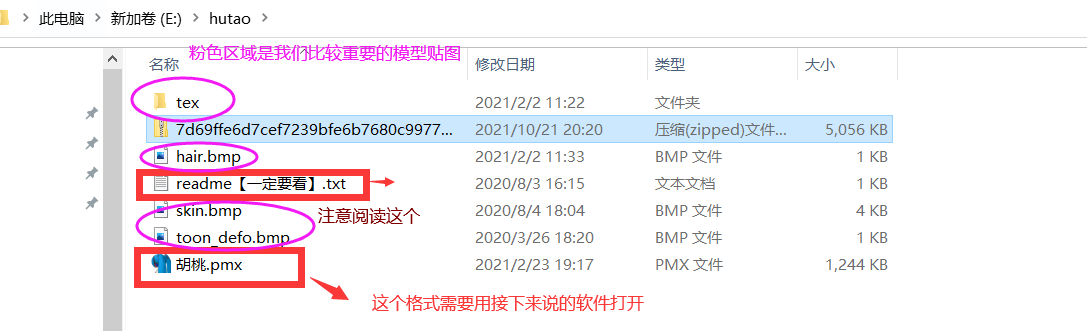 此电脑 > 新加卷 (E:) > hutao >
粉色区域是我们比较重要的模型贴图
名称 修改日期 类型 大小
tex 2021/2/2 11:22 文件夹
7d69ffe6d7cef7239bfe6b7680c9977... 2021/10/21 20:20 压缩(zipped)文件... 5,056 KB
hair.bmp 2021/2/2 11:33 BMP 文件 1 KB
readme【一定要看】.txt 2020/8/3 16:15 文本文档 1 KB
skin.bmp 2020/8/4 18:04 BMP 文件 4 KB
注意阅读这个
toon_defo.bmp 2020/3/26 18:20 BMP 文件 1 KB
胡桃.pmx 2021/2/23 19:17 PMX 文件 1,244 KB
这个格式需要用接下来说的软件打开